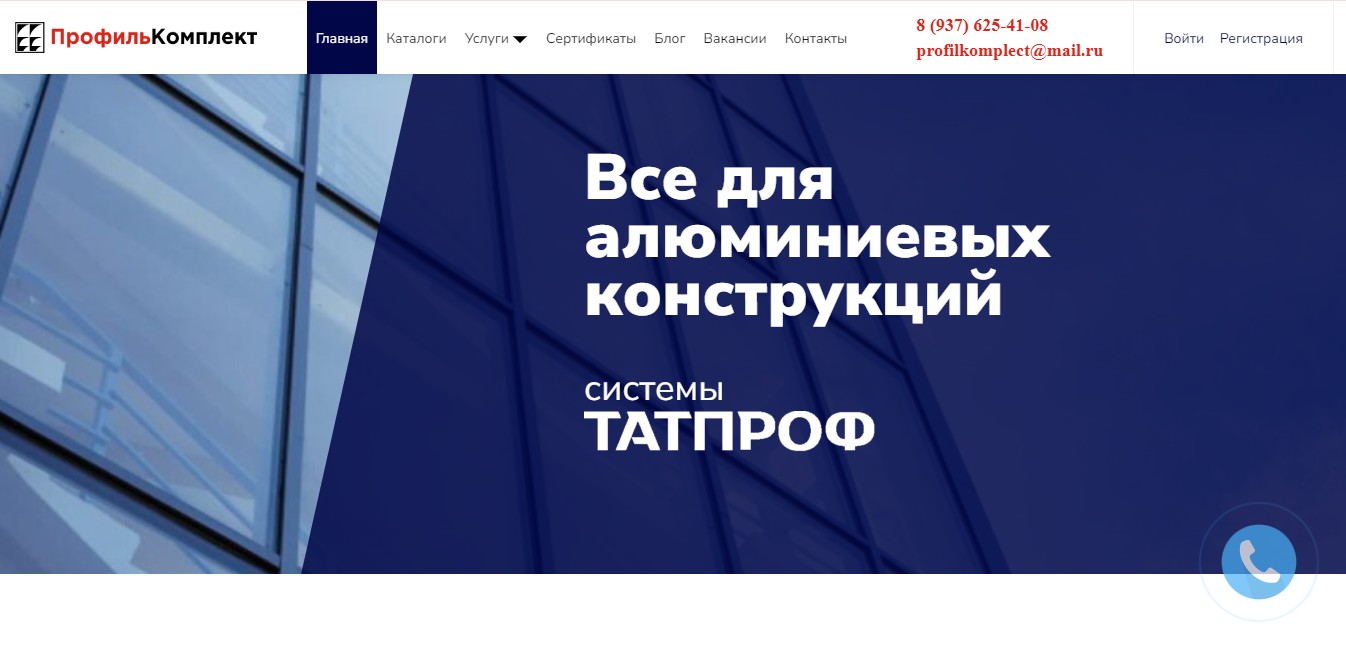 ПрофильКомплект
Главная
Каталоги
Услуги
Сертификаты
Блог
Вакансии
Контакты
8 (937) 625-41-08
profilkomplect@mail.ru
Войти
Регистрация
Все для
алюминиевых
конструкций
системы
ТАТПРОФ